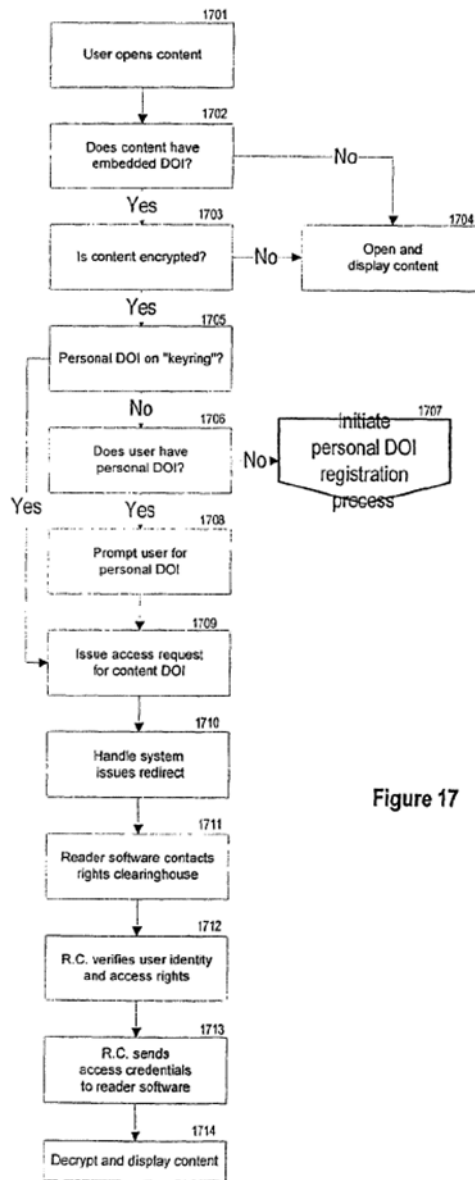 1701
User opens content
1702
Does content have
embedded DOI?
No
Yes
1703
1704
Is content encrypted?
No
Open and
display content
Yes
1705
Personal DOI on "keyring"?
No
1706
1707
Does user have
personal DOI?
No
Initiate
personal DOI
registration
process
Yes
Yes
1708
Prompt user for
personal DOI
1709
Issue access request
for content DOI
1710
Handle system
issues redirect
Figure 17
1711
Reader software contacts
rights clearinghouse
1712
R.C. verifies user identity
and access rights
1713
R.C. sends
access credentials
to reader software
1714
Decrypt and display content